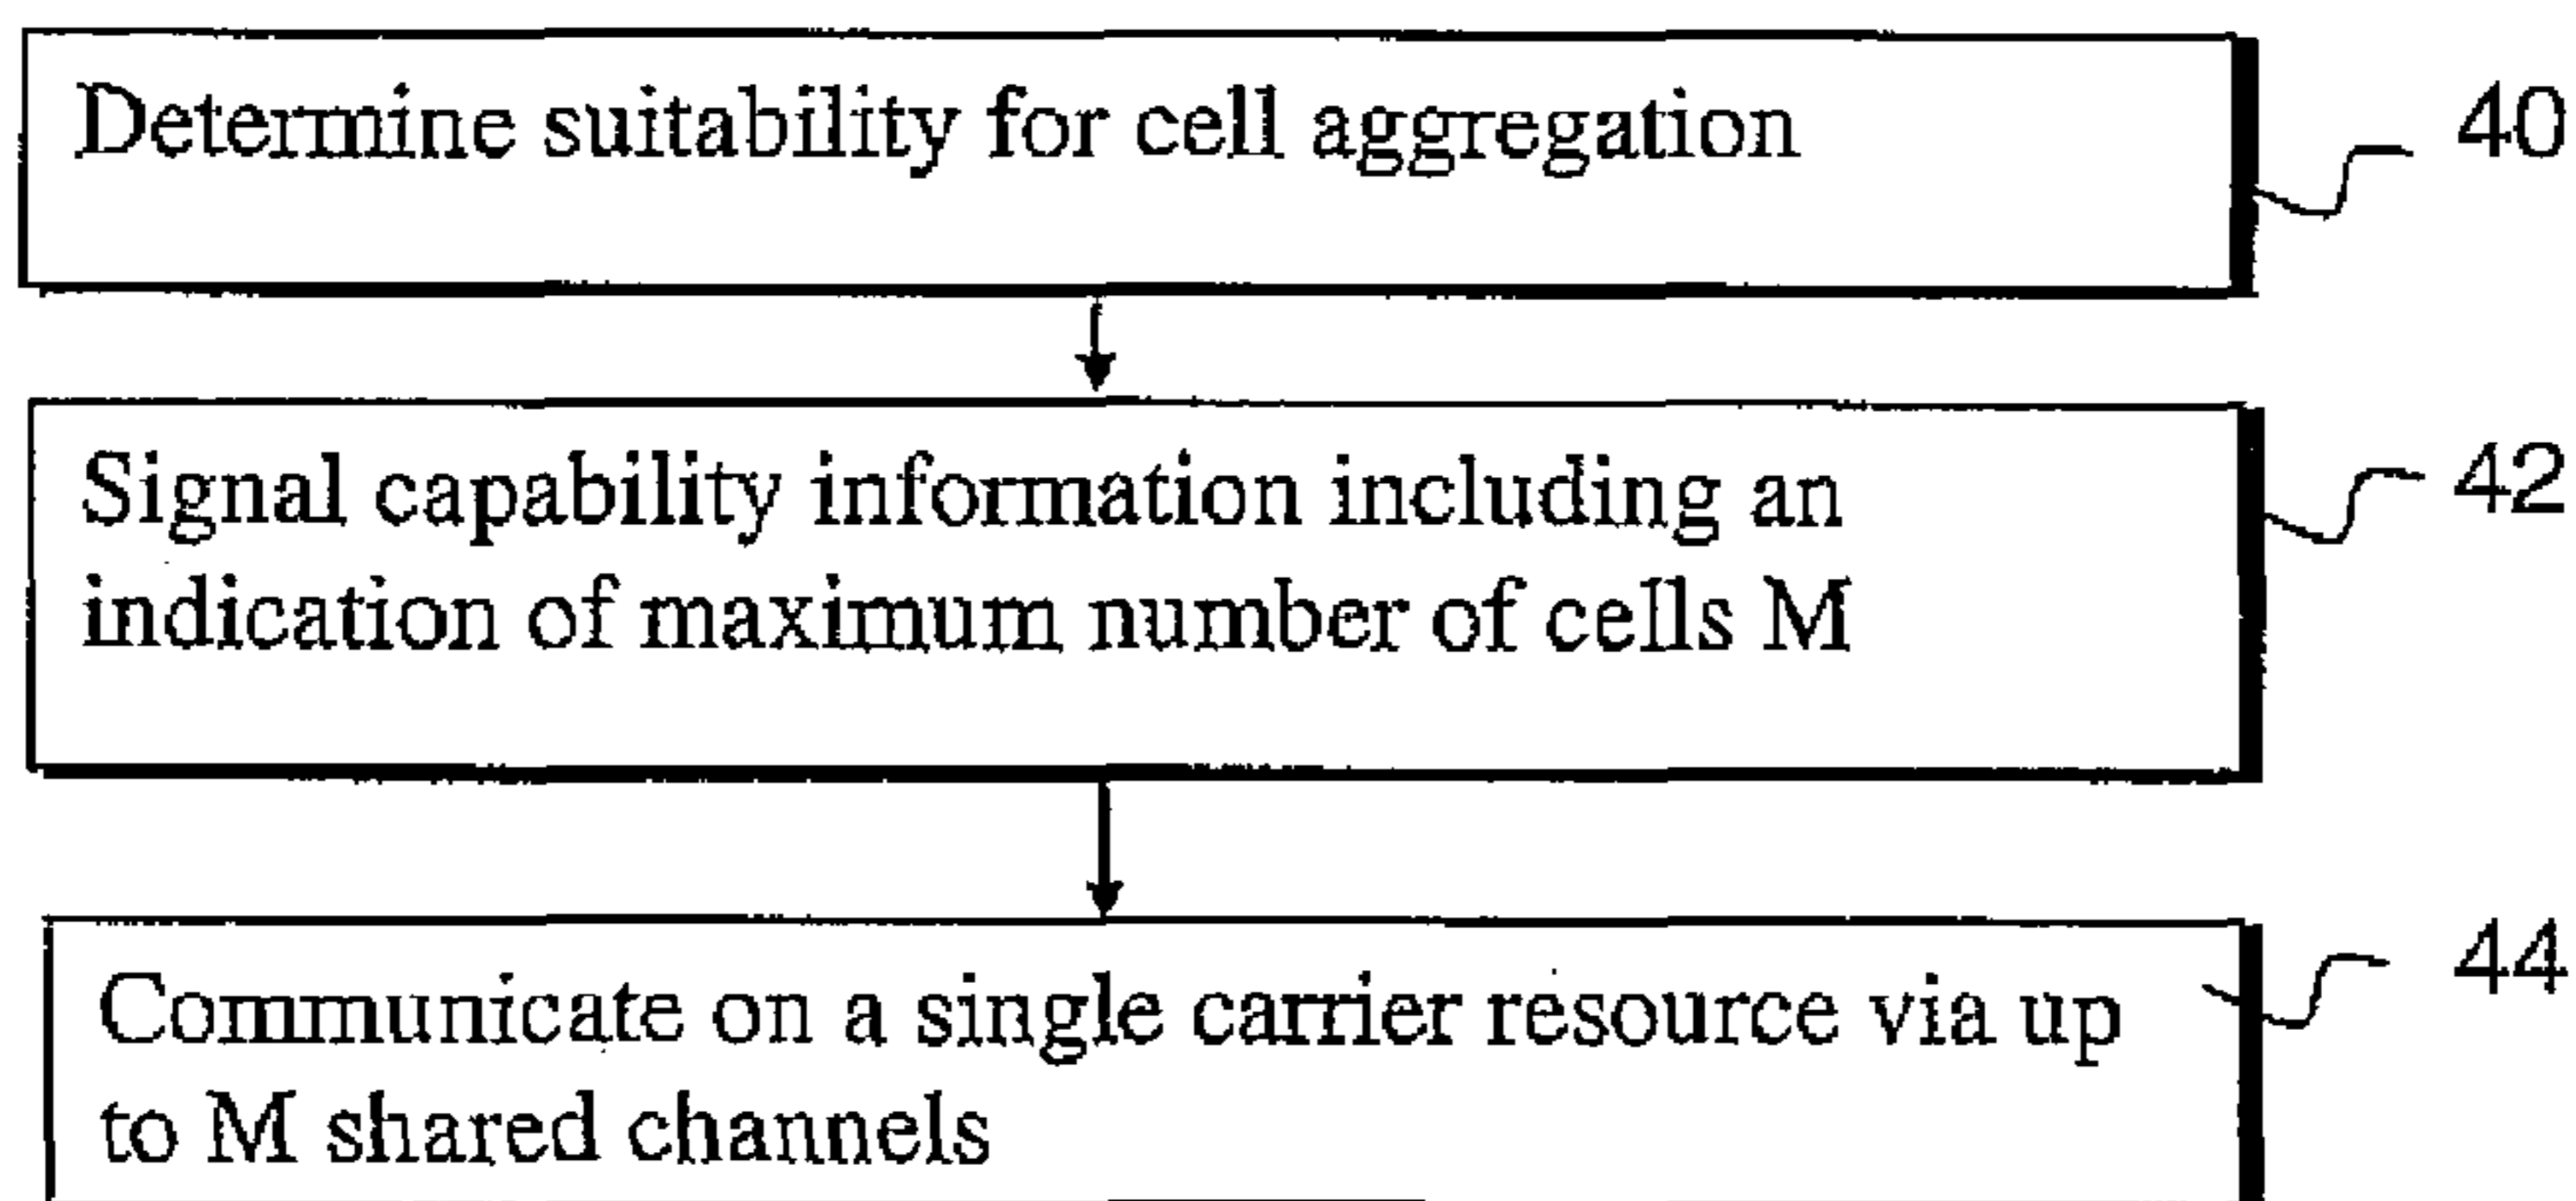 Determine suitability for cell aggregation
40
Signal capability information including an
indication of maximum number of cells M
42
Communicate on a single carrier resource via up
to M shared channels
44